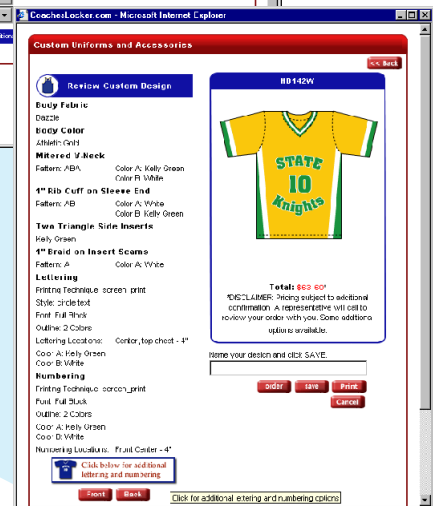 CoachesLocker.com - Microsoft Internet Explorer
Custom Uniforms and Accessories
<< Back
Review Custom Design
Body Fabric
Dazzle
Body Color
Athletic Gold
Mitered V-Neck
Pattern: ABA Color A: Kelly Green
Color B: White
1" Rib Cuff on Sleeve End
Pattern: AB Color A: White
Color B: Kelly Green
Two Triangle Side Inserts
Kelly Green
1" Braid on Insert Seams
Pattern: A Color A: White
Lettering
Printing Technique: screen_print
Style: circle text
Font: Full Block
Outline: 2 Colors
Lettering Locations: Center, top chest - 4"
Color A: Kelly Green
Color B: White
Numbering
Printing Technique: screen_print
Font: Full Block
Outline: 2 Colors
Color A: Kelly Green
Color B: White
Numbering Locations: Front Center - 4"
Click below for additional
lettering and numbering
Front Back
HD142W
STATE
10
Knights
Total: $63.60*
*DISCLAIMER: Pricing subject to additional
confirmation. A representative will call to
review your order with you. Some additional
options available.
Name your design and click SAVE.
order save Print
Cancel
Click for additional lettering and numbering options